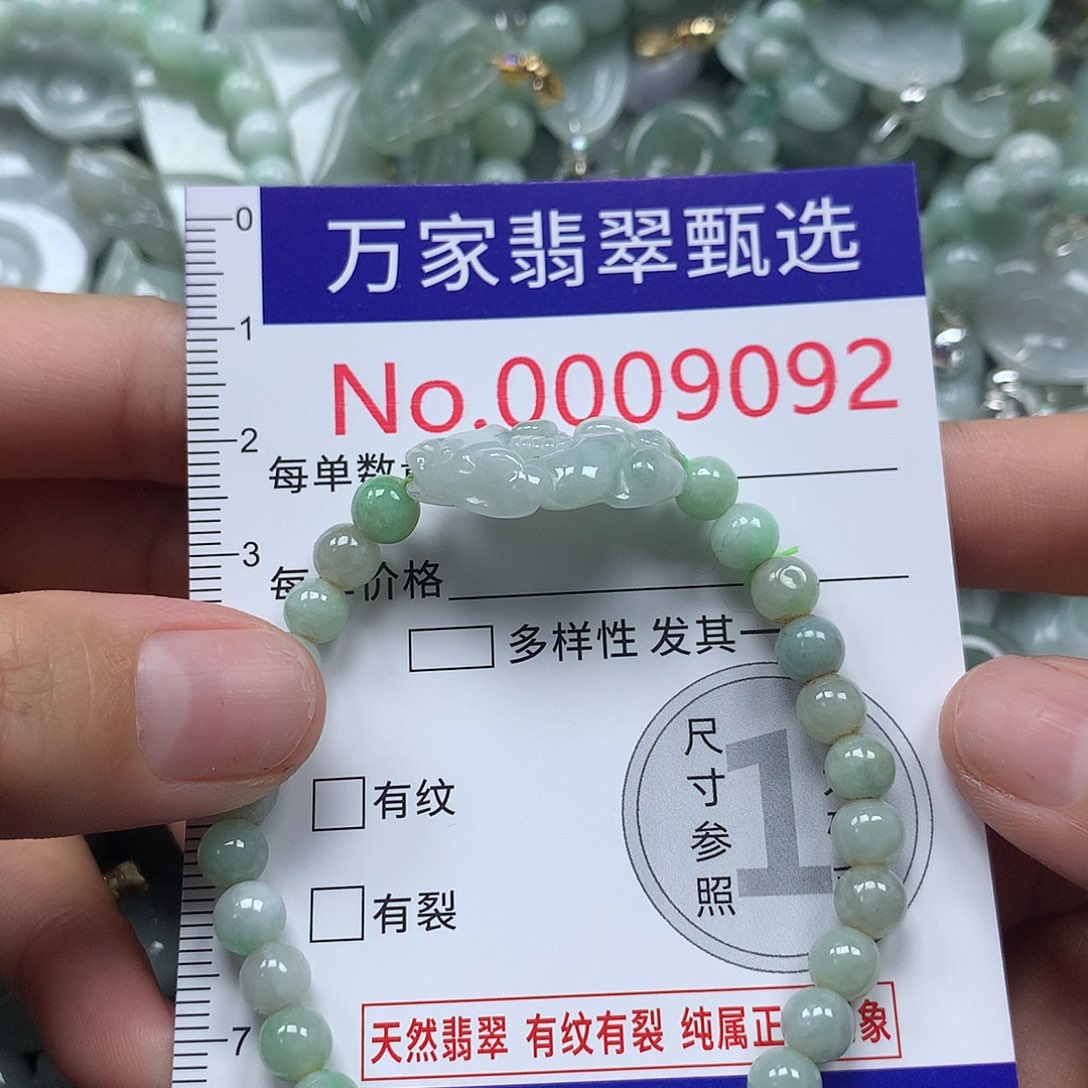 0
万家翡翠甄选
1
No.0009092
2
每单数
3
每 价格
多样性 发其一
尺寸参照
1
有纹
有裂
天然翡翠 有纹有裂 纯属正 象
7